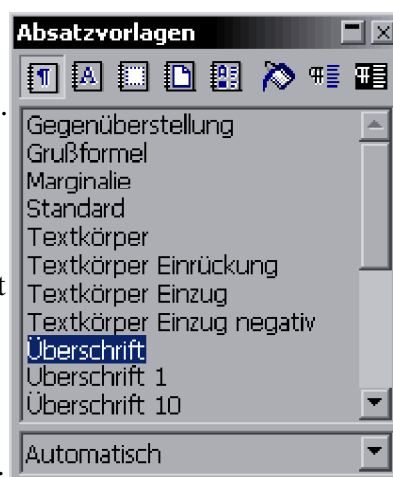 Absatzvorlagen
Gegenüberstellung
Grußformel
Marginalie
Standard
Textkörper
Textkörper Einrückung
Textkörper Einzug
Textkörper Einzug negativ
Überschrift
Überschrift 1
Überschrift 10
Automatisch